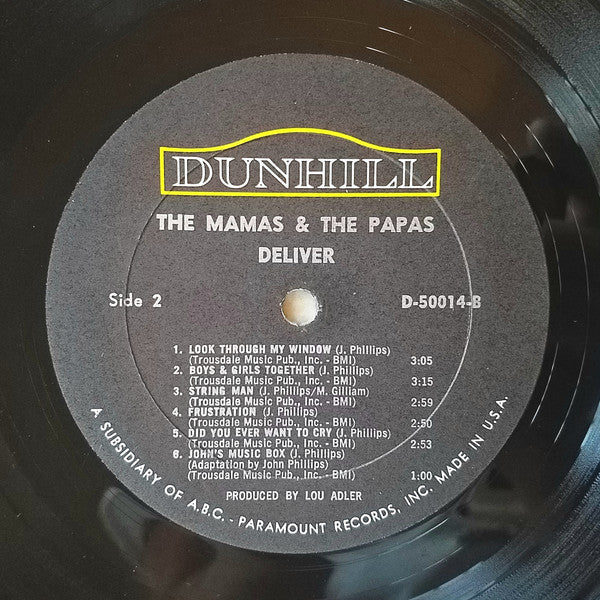 DUNHILL
THE MAMAS & THE PAPAS
DELIVER
Side 2 D-50014-B
1. LOOK THROUGH MY WINDOW (J. Phillips)
(Trousdale Music Pub., Inc. - BMI) 3:05
2. BOYS & GIRLS TOGETHER (J. Phillips)
(Trousdale Music Pub., Inc. - BMI) 3:15
3. STRING MAN (J. Phillips/M. Gilliam)
(Trousdale Music Pub., Inc. - BMI) 2:59
4. FRUSTRATION (J. Phillips)
(Trousdale Music Pub., Inc. - BMI) 2:50
5. DID YOU EVER WANT TO CRY (J. Phillips)
(Trousdale Music Pub., Inc. - BMI) 2:53
6. JOHN'S MUSIC BOX (J. Phillips)
(Adaptation by John Phillips)
(Trousdale Music Pub., Inc. - BMI) 1:00
PRODUCED BY LOU ADLER
A SUBSIDIARY OF A.B.C. - PARAMOUNT RECORDS, INC. MADE IN U.S.A.